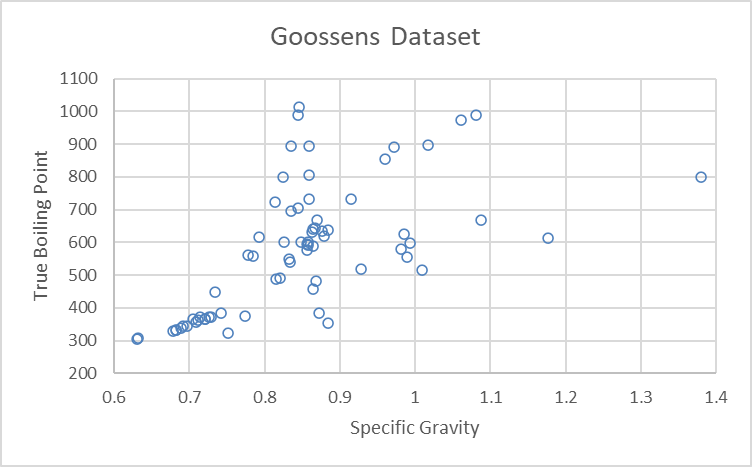 Goossens Dataset
True Boiling Point
1100
1000
900
800
700
600
500
400
300
200
0.6 0.7 0.8 0.9 1 1.1 1.2 1.3 1.4
Specific Gravity